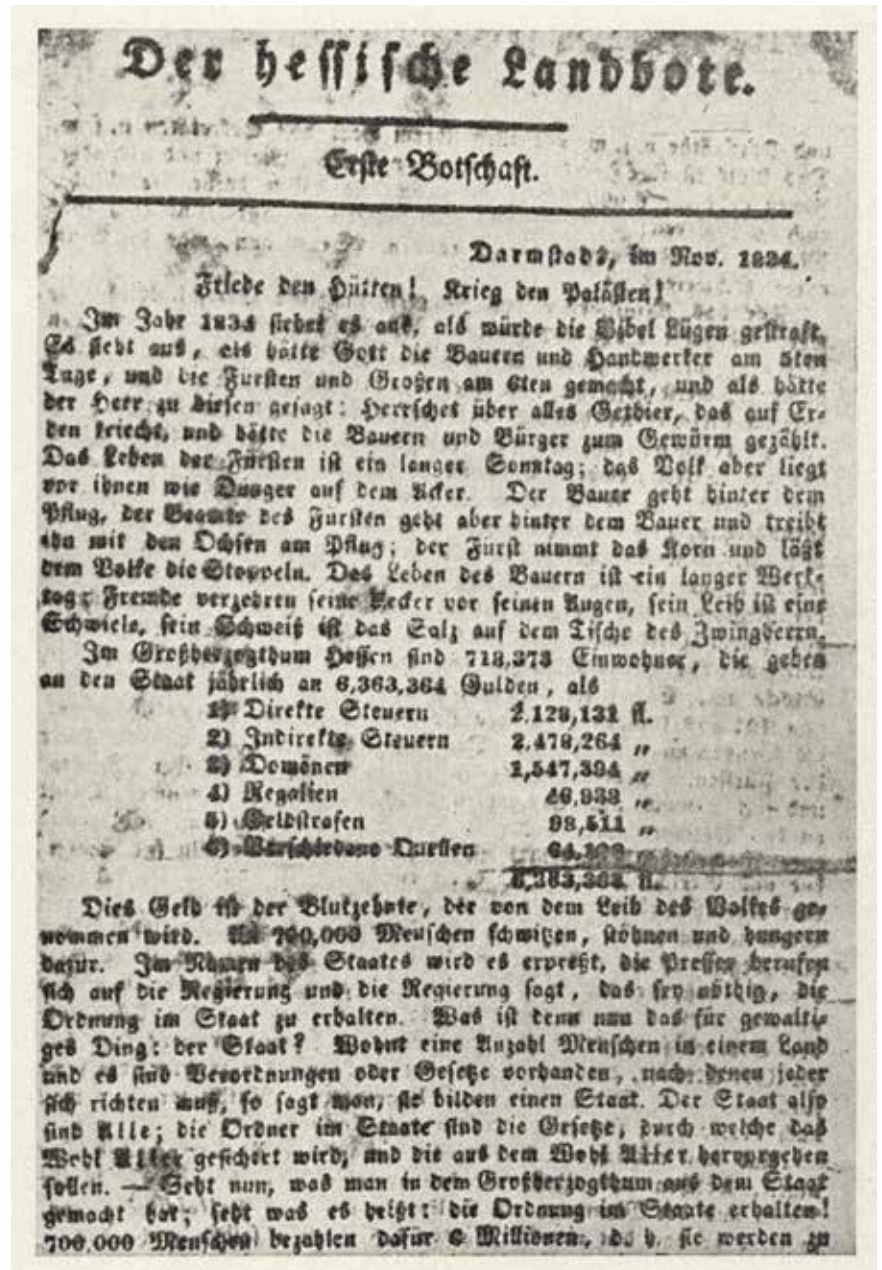 Der hessische Landbote.
Erste Botschaft.
Darmstadt, im Nov. 1834.
Friede den Hütten! Krieg den Palästen!
Im Jahr 1834 siehet es aus, als würde die Bibel Lügen gestraft.
Es sieht aus, als hätte Gott die Bauern und Handwerker am 5ten
Tage, und die Fürsten und Großen am 6ten gemacht, und als hätte
der Herr zu diesen gesagt: Herrschet über alles Gethier, das auf Er-
den kriecht, und hätte die Bauern und Bürger zum Gewürm gezählt.
Das Leben der Fürsten ist ein langer Sonntag; das Volk aber liegt
vor ihnen wie Dünger auf dem Acker. Der Bauer geht hinter dem
Pflug, der Beamte des Fürsten geht aber hinter dem Bauer und treibt
ihn mit den Ochsen am Pflug; der Fürst nimmt das Korn und läßt
dem Volke die Stoppeln. Das Leben des Bauern ist ein langer Werk-
tag; Fremde verzehren seine Aecker vor seinen Augen, sein Leib ist eine
Schwiele, sein Schweiß ist das Salz auf dem Tische des Zwingherrn.
Im Großherzogthum Hessen sind 718,373 Einwohner, die geben
an den Staat jährlich an 6,363,364 Gulden, als
1) Direkte Steuern 2,128,131 fl.
2) Indirekte Steuern 2,478,264 „
3) Domänen 1,547,394 „
4) Regalien 46,938 „
5) Geldstrafen 98,511 „
6) Verschiedene Quellen 64,198 „
6,363,363 fl.
Dies Geld ist der Blutzehnte, der von dem Leib des Volkes ge-
nommen wird. An 700,000 Menschen schwitzen, stöhnen und hungern
dafür. Im Namen des Staates wird es erpreßt, die Presser berufen
sich auf die Regierung und die Regierung sagt, das sey nöthig, die
Ordnung im Staat zu erhalten. Was ist denn nun das für gewalti-
ges Ding: der Staat? Wohnt eine Anzahl Menschen in einem Land
und es sind Verordnungen oder Gesetze vorhanden, nach denen jeder
sich richten muß, so sagt man, sie bilden einen Staat. Der Staat also
sind Alle; die Ordner im Staate sind die Gesetze, durch welche das
Wohl Aller gesichert wird, und die aus dem Wohl Aller hervorgehen
sollen. — Seht nun, was man in dem Großherzogthum aus dem Staat
gemacht hat; seht was es heißt: die Ordnung im Staate erhalten!
700,000 Menschen bezahlen dafür 6 Millionen, d. h. sie werden zu